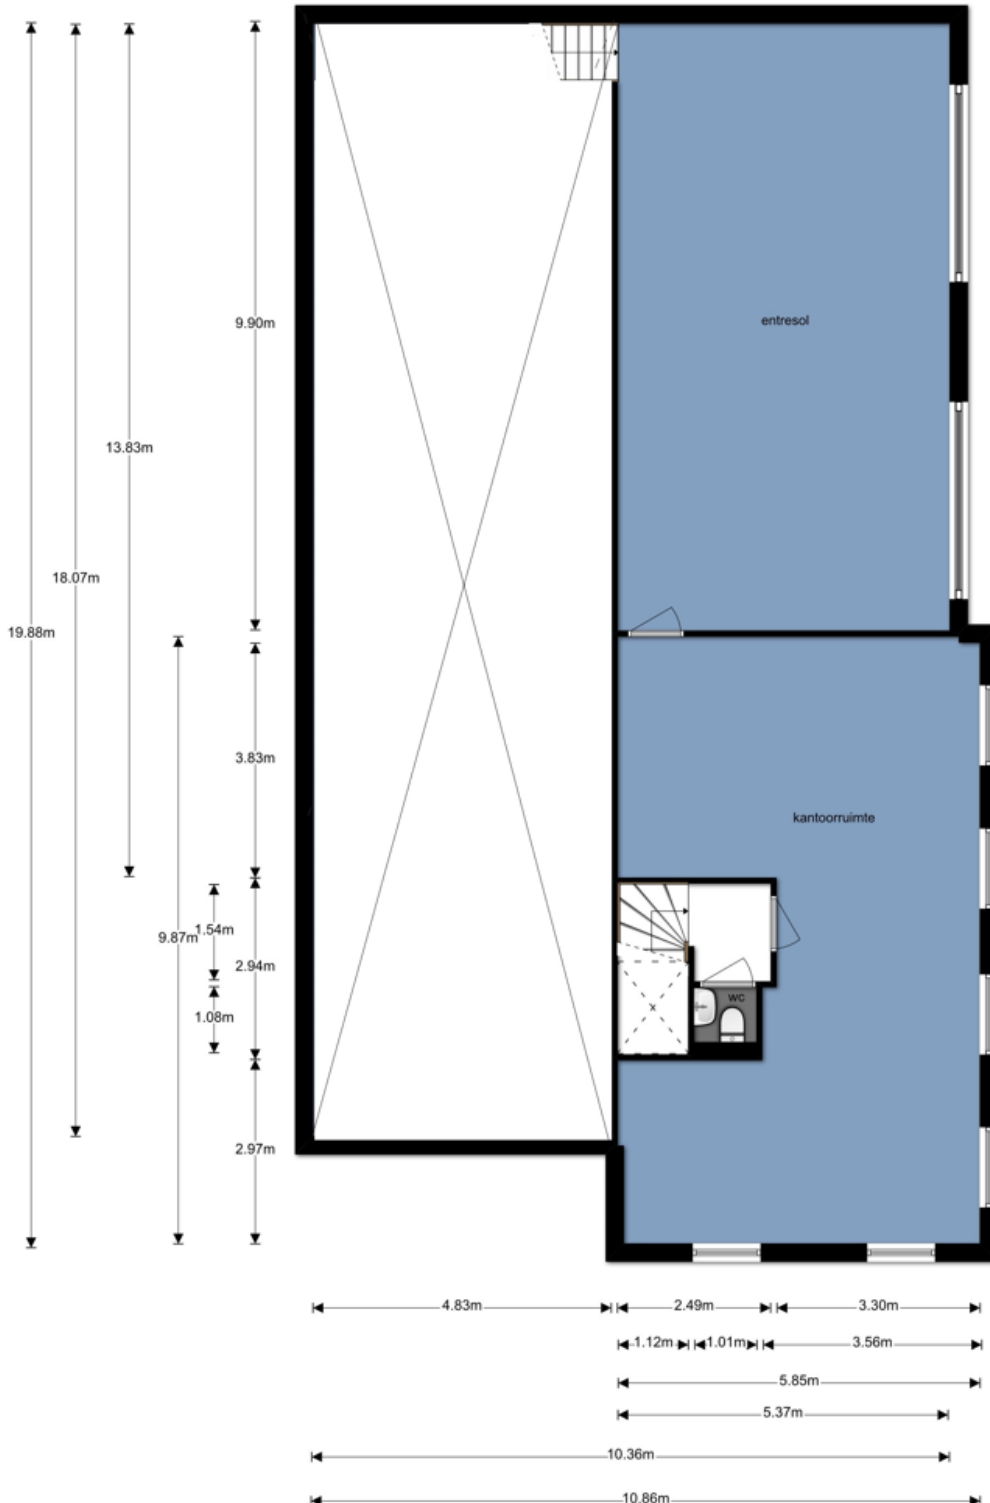 9.90m
entresol
13.83m
18.07m
19.88m
3.83m
kantoorruimte
1.54m
9.87m
2.94m
WC
x
1.08m
2.97m
4.83m
2.49m
3.30m
1.12m
1.01m
3.56m
5.85m
5.37m
10.36m
10.86m